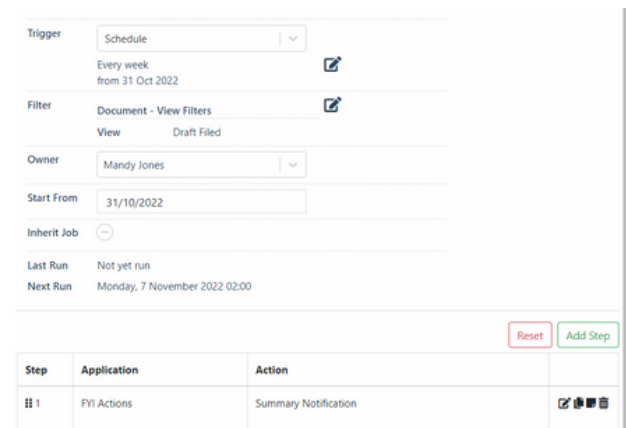 Trigger Schedule
Every week
from 31 Oct 2022
Filter Document - View Filters
View Draft Filed
Owner Mandy Jones
Start From 31/10/2022
Inherit Job
Last Run Not yet run
Next Run Monday, 7 November 2022 02:00
Reset Add Step
Step Application Action
1 FYI Actions Summary Notification